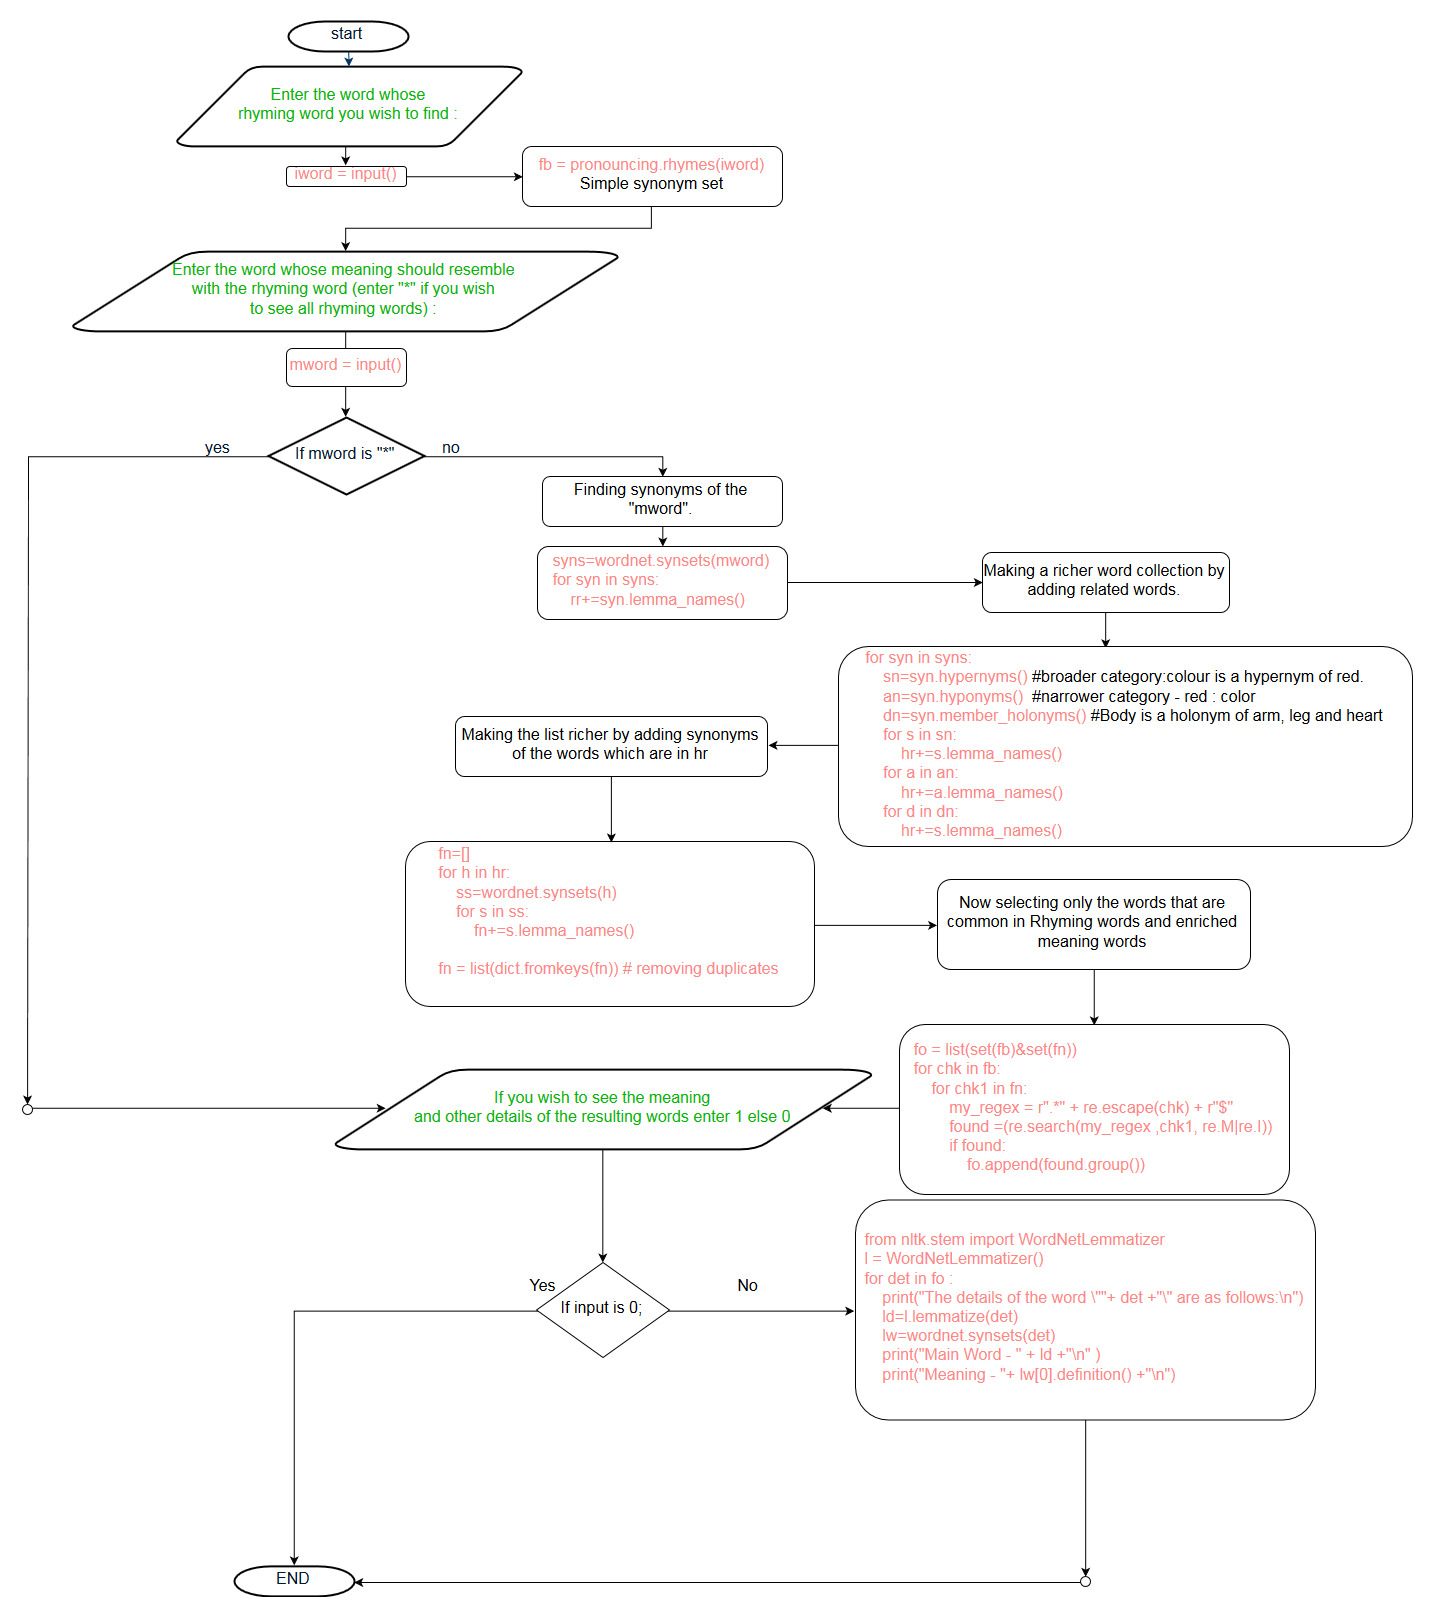 start
Enter the word whose
rhyming word you wish to find :
iword = input()
fb = pronouncing.rhymes(iword)
Simple synonym set
Enter the word whose meaning should resemble
with the rhyming word (enter "*" if you wish
to see all rhyming words) :
mword = input()
If mword is "*"
yes
no
Finding synonyms of the
"mword".
syns=wordnet.synsets(mword)
for syn in syns:
    rr+=syn.lemma_names()
Making a richer word collection by
adding related words.
for syn in syns:
    sn=syn.hypernyms() #broader category:colour is a hypernym of red.
    an=syn.hyponyms()  #narrower category - red : color
    dn=syn.member_holonyms() #Body is a holonym of arm, leg and heart
    for s in sn:
        hr+=s.lemma_names()
    for a in an:
        hr+=a.lemma_names()
    for d in dn:
        hr+=s.lemma_names()
Making the list richer by adding synonyms
of the words which are in hr
fn=[]
for h in hr:
    ss=wordnet.synsets(h)
    for s in ss:
        fn+=s.lemma_names()
fn = list(dict.fromkeys(fn)) # removing duplicates
Now selecting only the words that are
common in Rhyming words and enriched
meaning words
fo = list(set(fb)&set(fn))
for chk in fb:
    for chk1 in fn:
        my_regex = r".*" + re.escape(chk) + r"$"
        found =(re.search(my_regex ,chk1, re.M|re.I))
        if found:
            fo.append(found.group())
If you wish to see the meaning
and other details of the resulting words enter 1 else 0
If input is 0;
Yes
No
from nltk.stem import WordNetLemmatizer
l = WordNetLemmatizer()
for det in fo :
    print("The details of the word \""+ det +"\" are as follows:\n")
    ld=l.lemmatize(det)
    lw=wordnet.synsets(det)
    print("Main Word - " + ld +"\n" )
    print("Meaning - "+ lw[0].definition() +"\n")
END